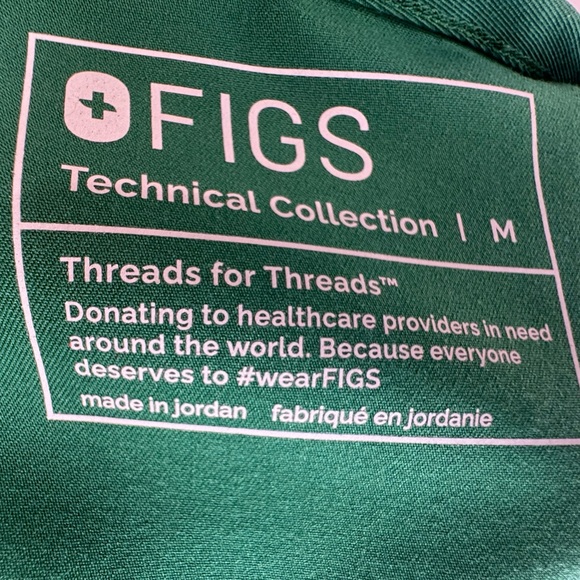 FIGS
Technical Collection | M
Threads for Threads™
Donating to healthcare providers in need
around the world. Because everyone
deserves to #wearFIGS
made in jordan fabriqué en jordanie